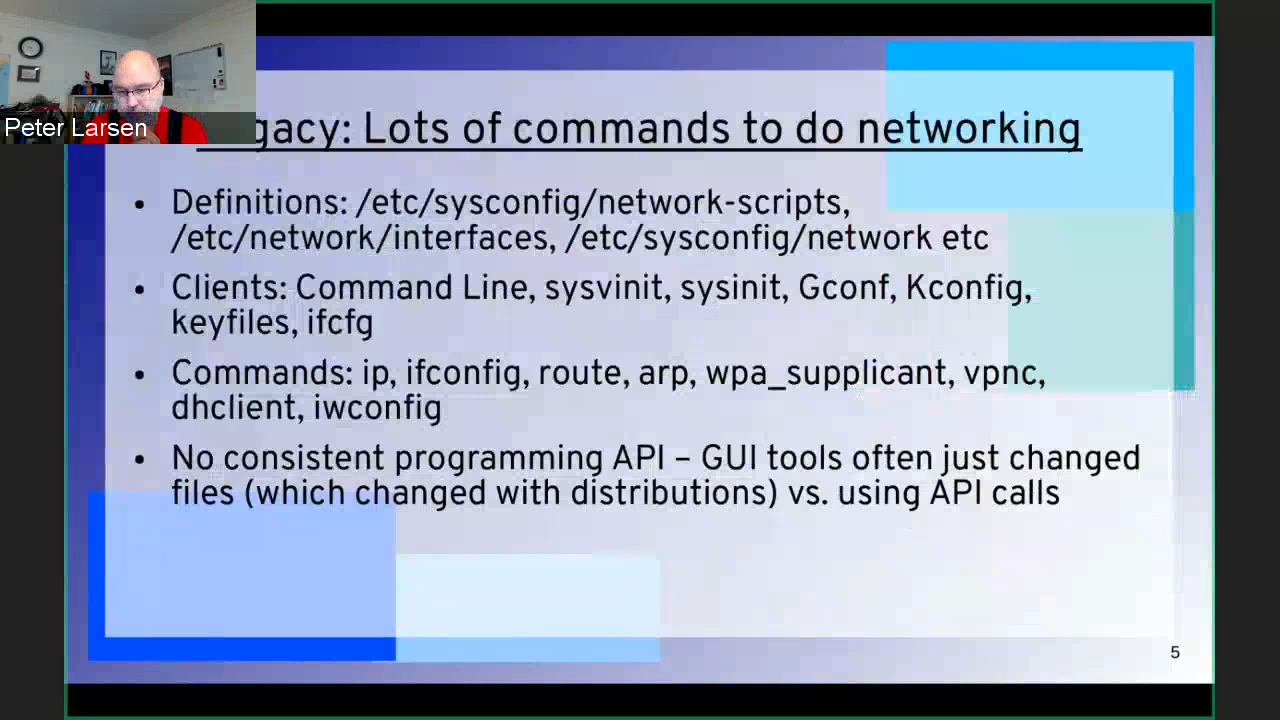 Peter Larsen
gacy: Lots of commands to do networking
• Definitions: /etc/sysconfig/network-scripts,
/etc/network/interfaces, /etc/sysconfig/network etc
• Clients: Command Line, sysvinit, sysinit, Gconf, Kconfig,
keyfiles, ifcfg
• Commands: ip, ifconfig, route, arp, wpa_supplicant, vpnc,
dhclient, iwconfig
• No consistent programming API – GUI tools often just changed
files (which changed with distributions) vs. using API calls
5